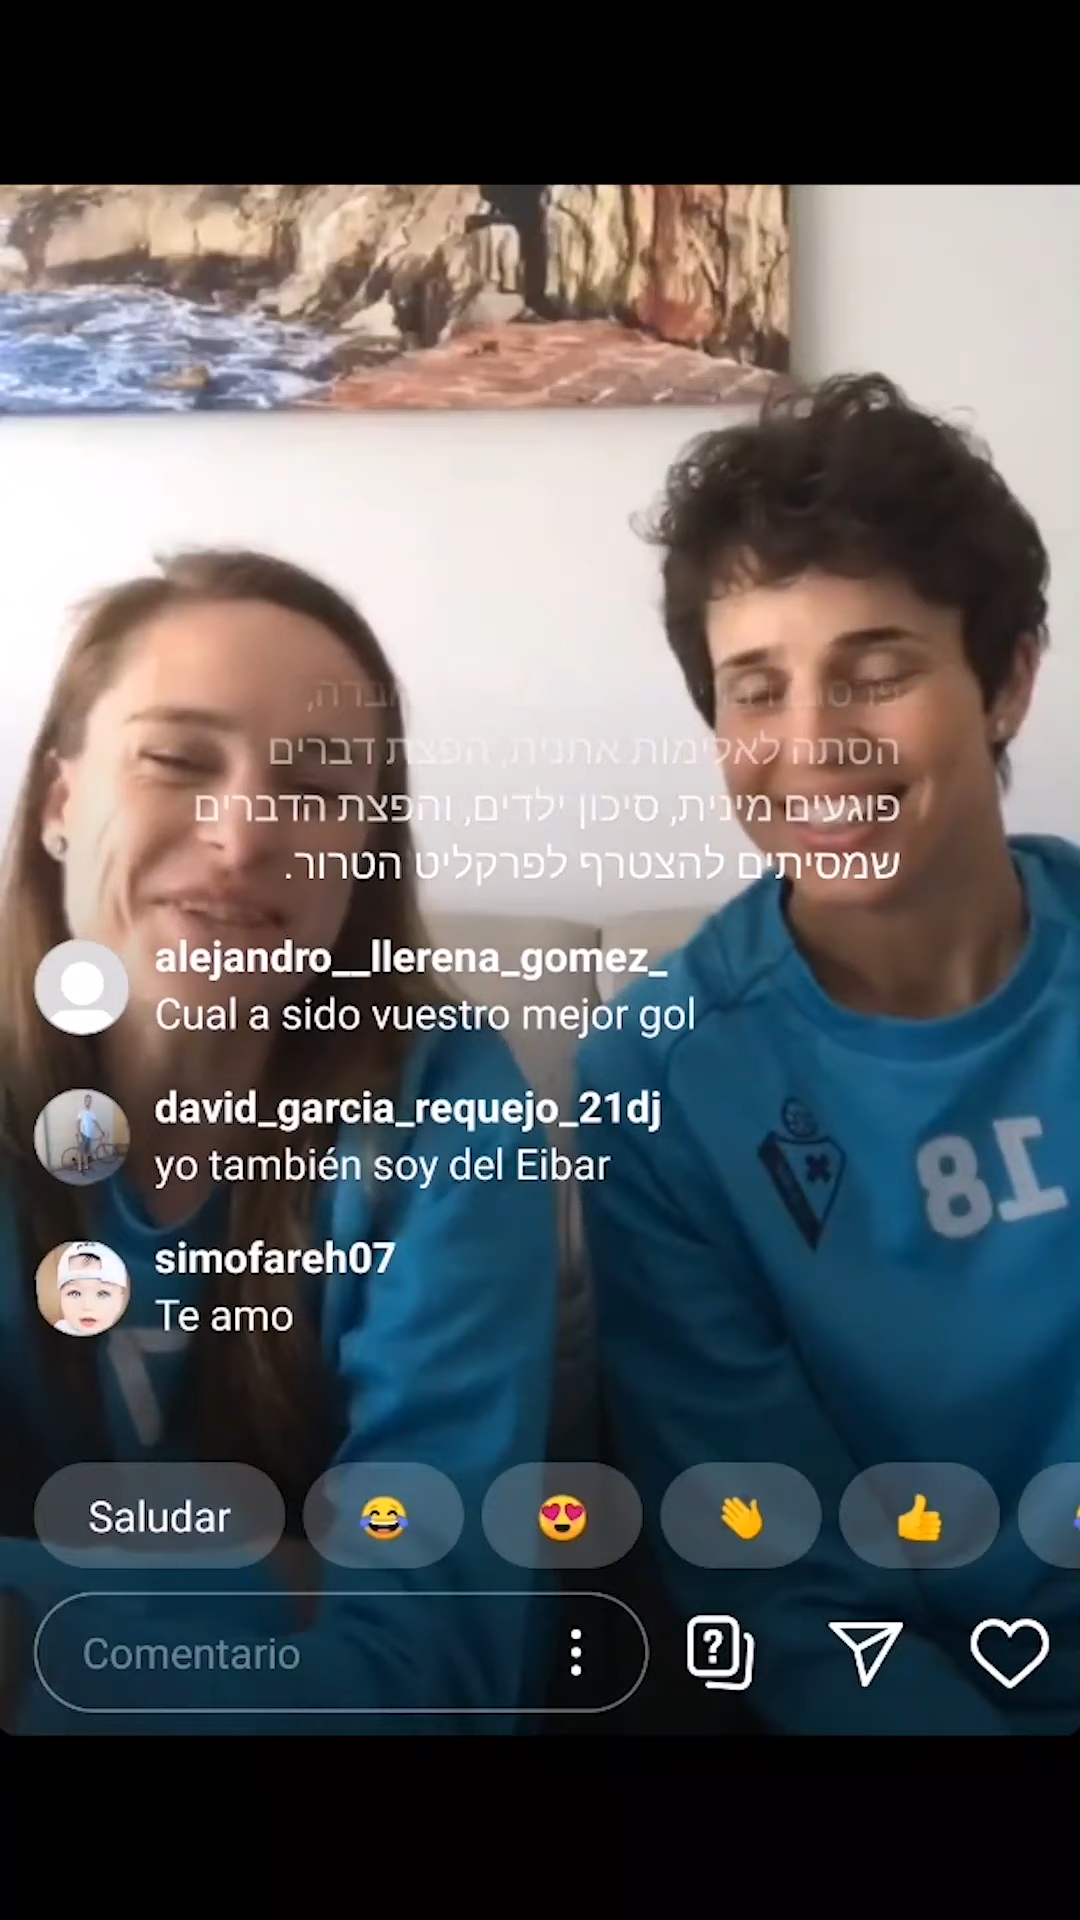 הסתה לאלימות אתנית, הפצת דברים
פוגעים מינית, סיכון ילדים, והפצת הדברים
שמסיתים להצטרף לפרקליט הטרור.
alejandro__llerena_gomez_
Cual a sido vuestro mejor gol
david_garcia_requejo_21dj
yo también soy del Eibar
simofareh07
Te amo
18
7
Saludar
Comentario